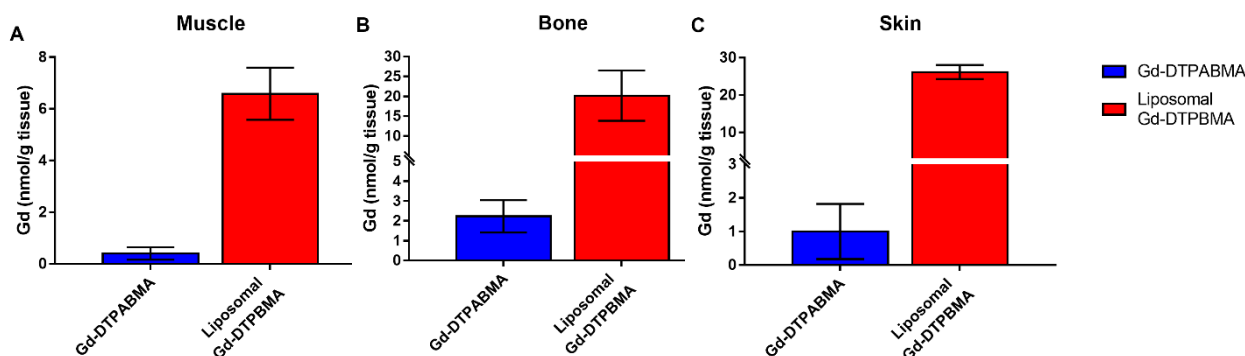 A
Muscle
Gd (nmol/g tissue)
8
6
4
2
0
Gd-DTPABMA
Liposomal
Gd-DTPBMA
B
Bone
Gd (nmol/g tissue)
30
25
20
15
10
5
4
3
2
1
0
Gd-DTPABMA
Liposomal
Gd-DTPBMA
C
Skin
Gd (nmol/g tissue)
30
20
10
3
2
1
0
Gd-DTPABMA
Liposomal
Gd-DTPBMA
Gd-DTPABMA
Liposomal
Gd-DTPBMA